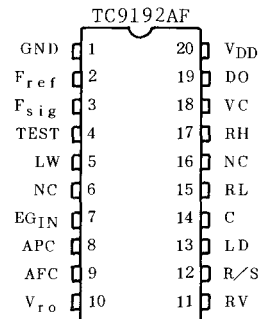 TC9192AF
GND 1 20 VDD
Fref 2 19 DO
Fsig 3 18 VC
TEST 4 17 RH
LW 5 16 NC
NC 6 15 RL
EGIN 7 14 C
APC 8 13 LD
AFC 9 12 R/S
Vro 10 11 RV